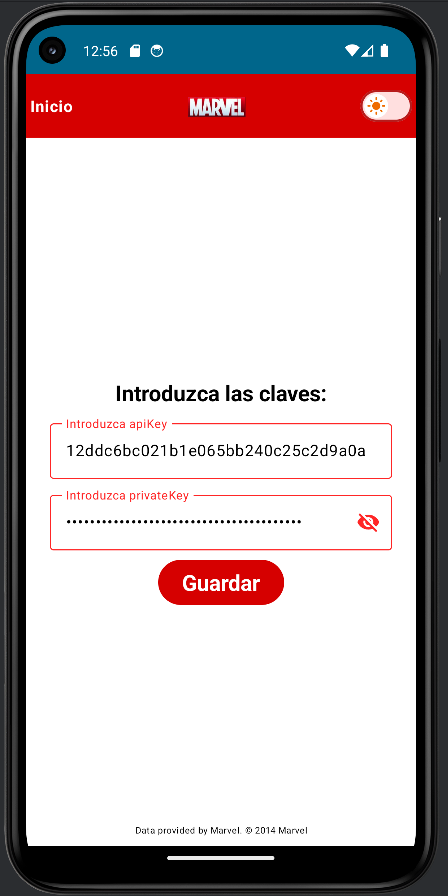 12:56
Inicio
MARVEL
Introduzca las claves:
Introduzca apiKey
12ddc6bc021b1e065bb240c25c2d9a0a
Introduzca privateKey
••••••••••••••••••••••••••••••••••••••••
Guardar
Data provided by Marvel. © 2014 Marvel